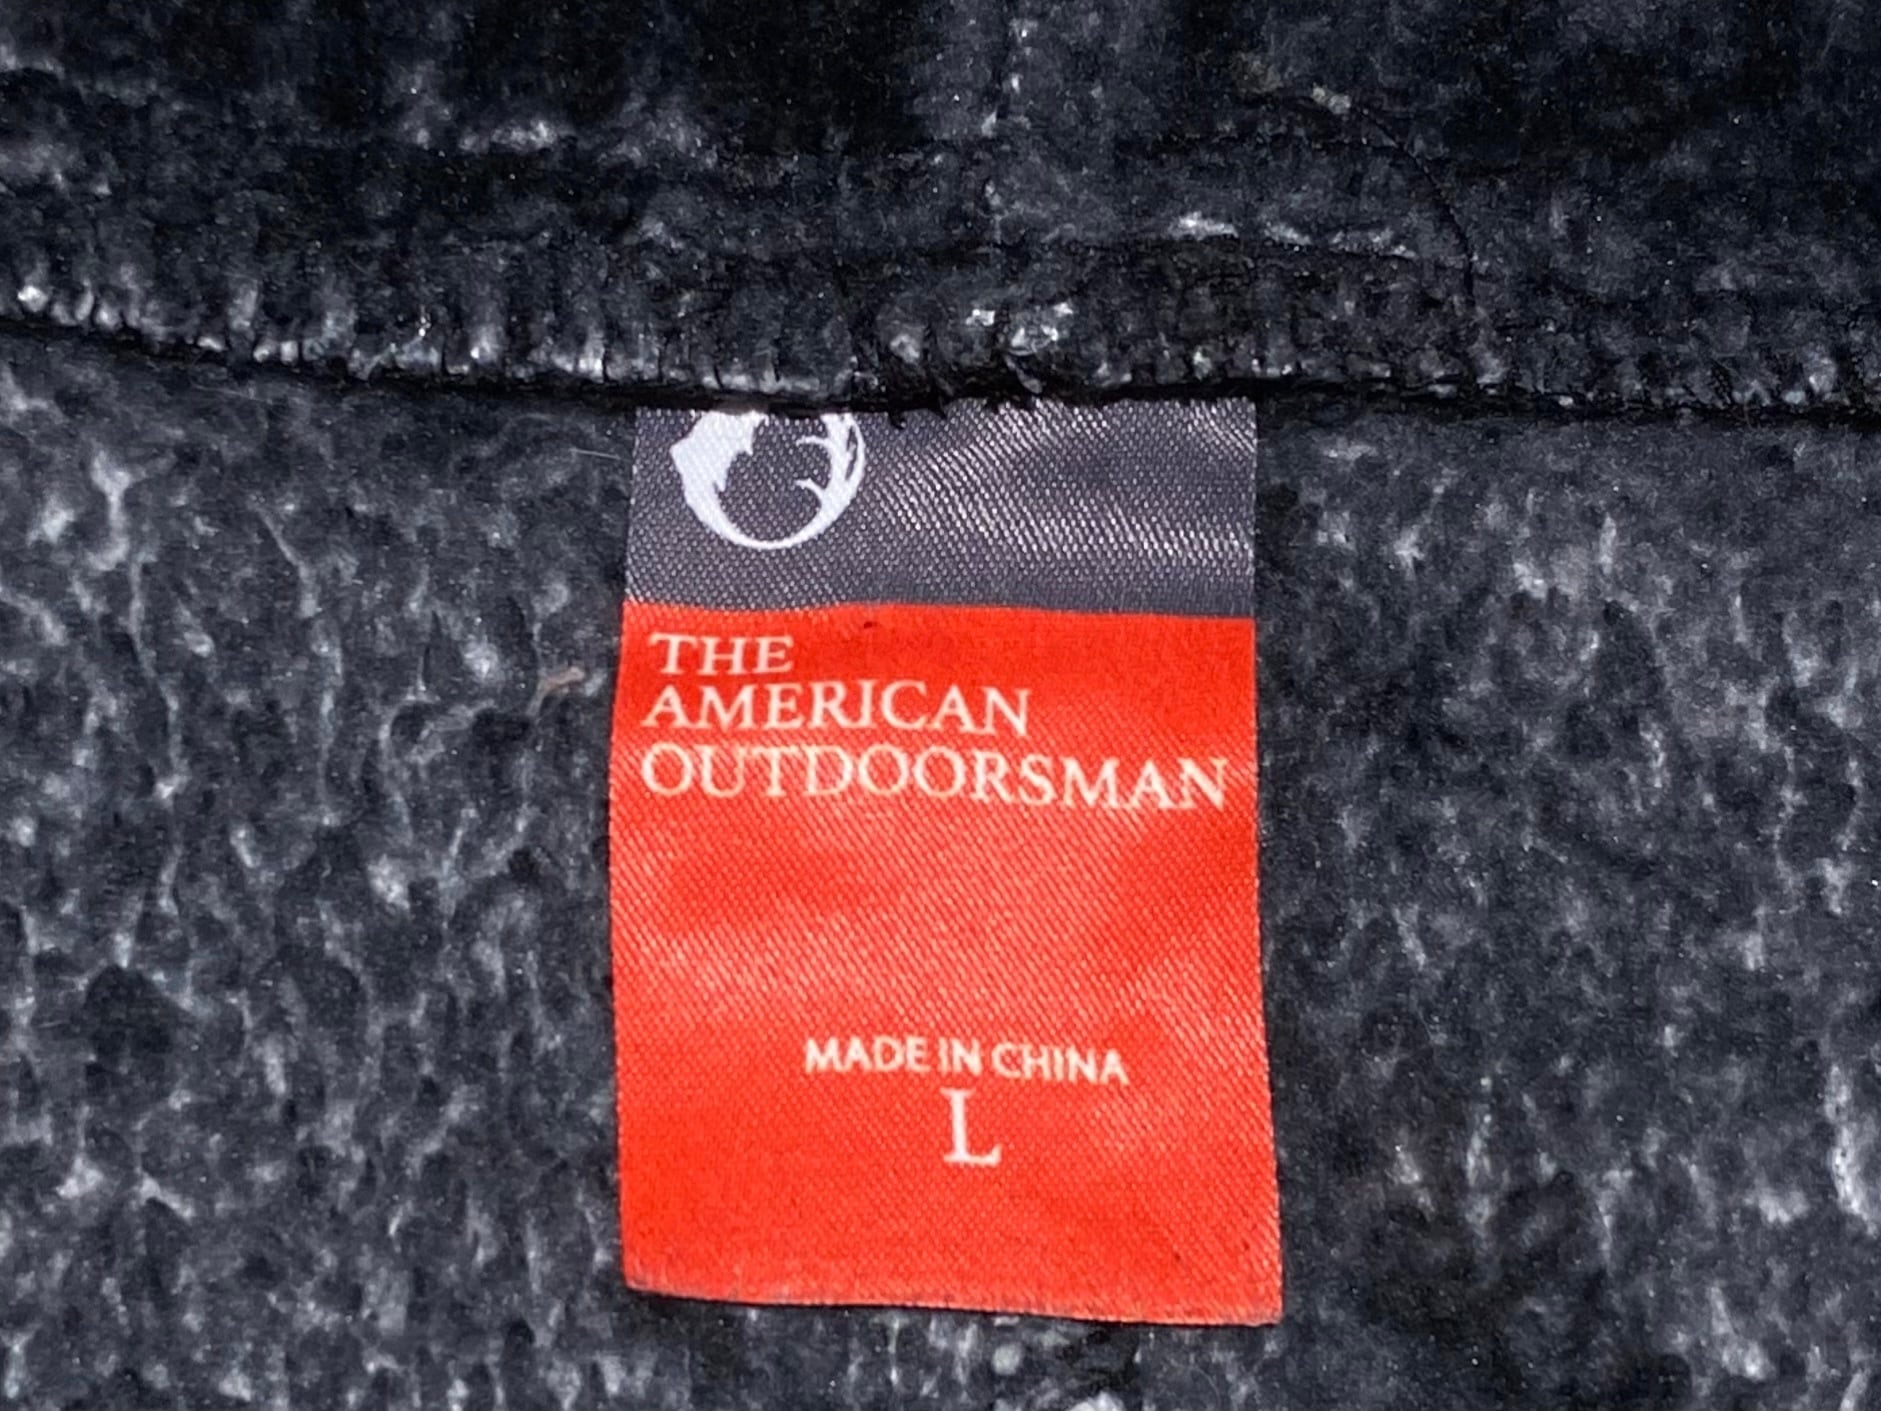 THE
AMERICAN
OUTDOORSMAN
MADE IN CHINA
L